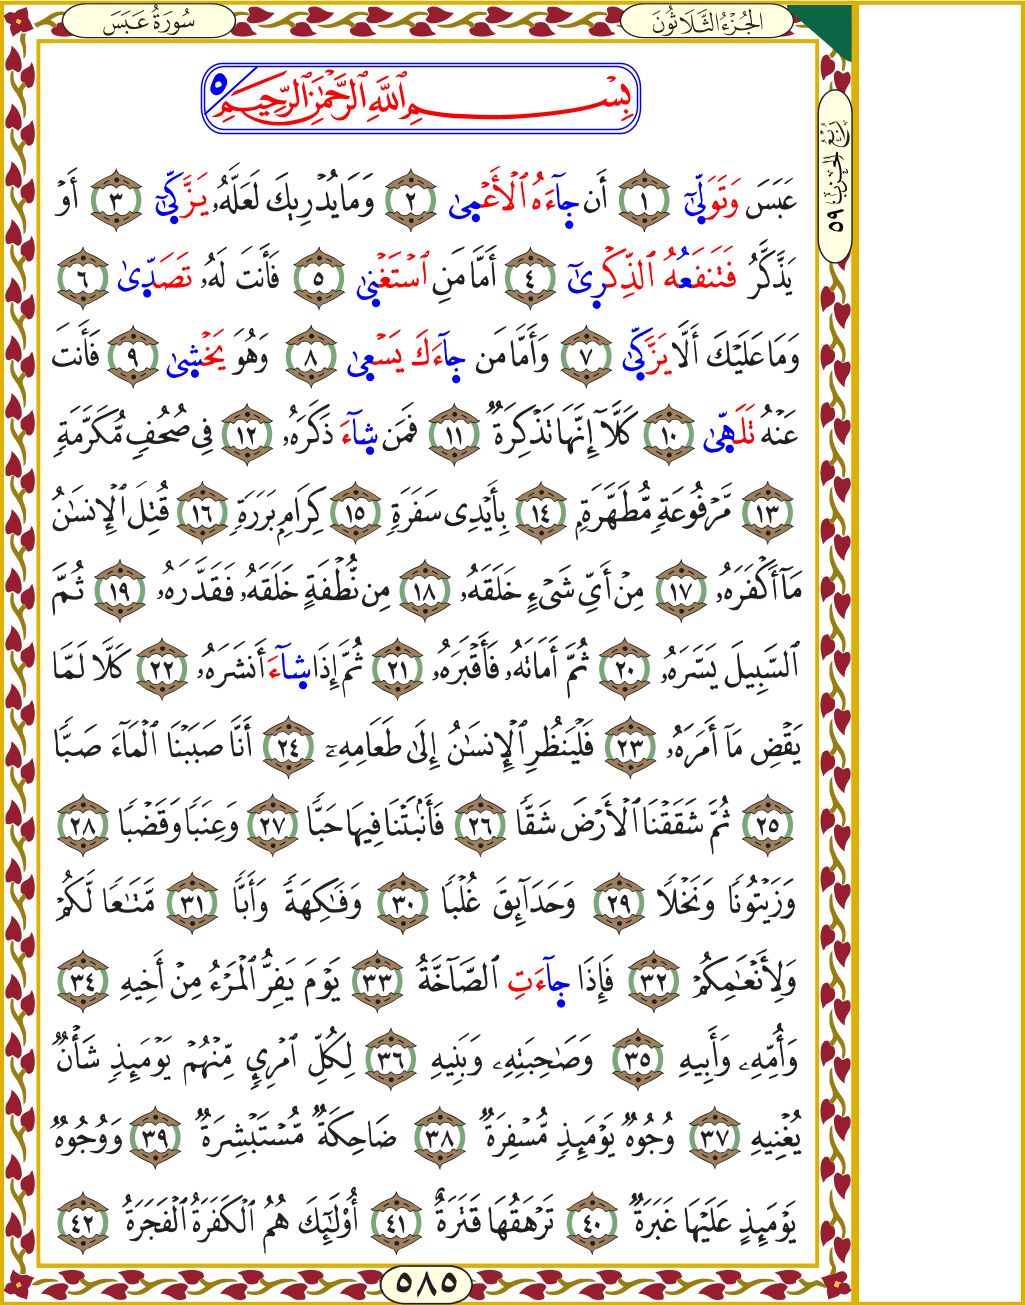 سُورَةُ عَبَسَ
الجُزْءُ الثَّلَاثُونَ
رُبْعُ الحِزْبِ ٥٩
بِسْمِ ٱللَّهِ ٱلرَّحْمَٰنِ ٱلرَّحِيمِ ٥
عَبَسَ وَتَوَلَّىٰٓ ١ أَن جَآءَهُ ٱلْأَعْمَىٰ ٢ وَمَا يُدْرِيكَ لَعَلَّهُۥ يَزَّكَّىٰٓ ٣ أَوْ
يَذَّكَّرُ فَتَنفَعُهُ ٱلذِّكْرَىٰٓ ٤ أَمَّا مَنِ ٱسْتَغْنَىٰ ٥ فَأَنتَ لَهُۥ تَصَدَّىٰ ٦
وَمَا عَلَيْكَ أَلَّا يَزَّكَّىٰ ٧ وَأَمَّا مَن جَآءَكَ يَسْعَىٰ ٨ وَهُوَ يَخْشَىٰ ٩ فَأَنتَ
عَنْهُ تَلَهَّىٰ ١٠ كَلَّآ إِنَّهَا تَذْكِرَةٌ ١١ فَمَن شَآءَ ذَكَرَهُۥ ١٢ فِى صُحُفٍ مُّكَرَّمَةٍ
١٣ مَّرْفُوعَةٍ مُّطَهَّرَةٍۭ ١٤ بِأَيْدِى سَفَرَةٍ ١٥ كِرَامٍۭ بَرَرَةٍ ١٦ قُتِلَ ٱلْإِنسَٰنُ
مَآ أَكْفَرَهُۥ ١٧ مِنْ أَىِّ شَىْءٍ خَلَقَهُۥ ١٨ مِن نُّطْفَةٍ خَلَقَهُۥ فَقَدَّرَهُۥ ١٩ ثُمَّ
ٱلسَّبِيلَ يَسَّرَهُۥ ٢٠ ثُمَّ أَمَاتَهُۥ فَأَقْبَرَهُۥ ٢١ ثُمَّ إِذَا شَآءَ أَنشَرَهُۥ ٢٢ كَلَّا لَمَّا
يَقْضِ مَآ أَمَرَهُۥ ٢٣ فَلْيَنظُرِ ٱلْإِنسَٰنُ إِلَىٰ طَعَامِهِۦٓ ٢٤ أَنَّا صَبَبْنَا ٱلْمَآءَ صَبًّا
٢٥ ثُمَّ شَقَقْنَا ٱلْأَرْضَ شَقًّا ٢٦ فَأَنۢبَتْنَا فِيهَا حَبًّا ٢٧ وَعِنَبًا وَقَضْبًا ٢٨
وَزَيْتُونًا وَنَخْلًا ٢٩ وَحَدَآئِقَ غُلْبًا ٣٠ وَفَٰكِهَةً وَأَبًّا ٣١ مَّتَٰعًا لَّكُمْ
وَلِأَنْعَٰمِكُمْ ٣٢ فَإِذَا جَآءَتِ ٱلصَّآخَّةُ ٣٣ يَوْمَ يَفِرُّ ٱلْمَرْءُ مِنْ أَخِيهِ ٣٤
وَأُمِّهِۦ وَأَبِيهِ ٣٥ وَصَٰحِبَتِهِۦ وَبَنِيهِ ٣٦ لِكُلِّ ٱمْرِئٍ مِّنْهُمْ يَوْمَئِذٍ شَأْنٌ
يُغْنِيهِ ٣٧ وُجُوهٌ يَوْمَئِذٍ مُّسْفِرَةٌ ٣٨ ضَاحِكَةٌ مُّسْتَبْشِرَةٌ ٣٩ وَوُجُوهٌ
يَوْمَئِذٍ عَلَيْهَا غَبَرَةٌ ٤٠ تَرْهَقُهَا قَتَرَةٌ ٤١ أُو۟لَٰٓئِكَ هُمُ ٱلْكَفَرَةُ ٱلْفَجَرَةُ ٤٢
٥٨٥